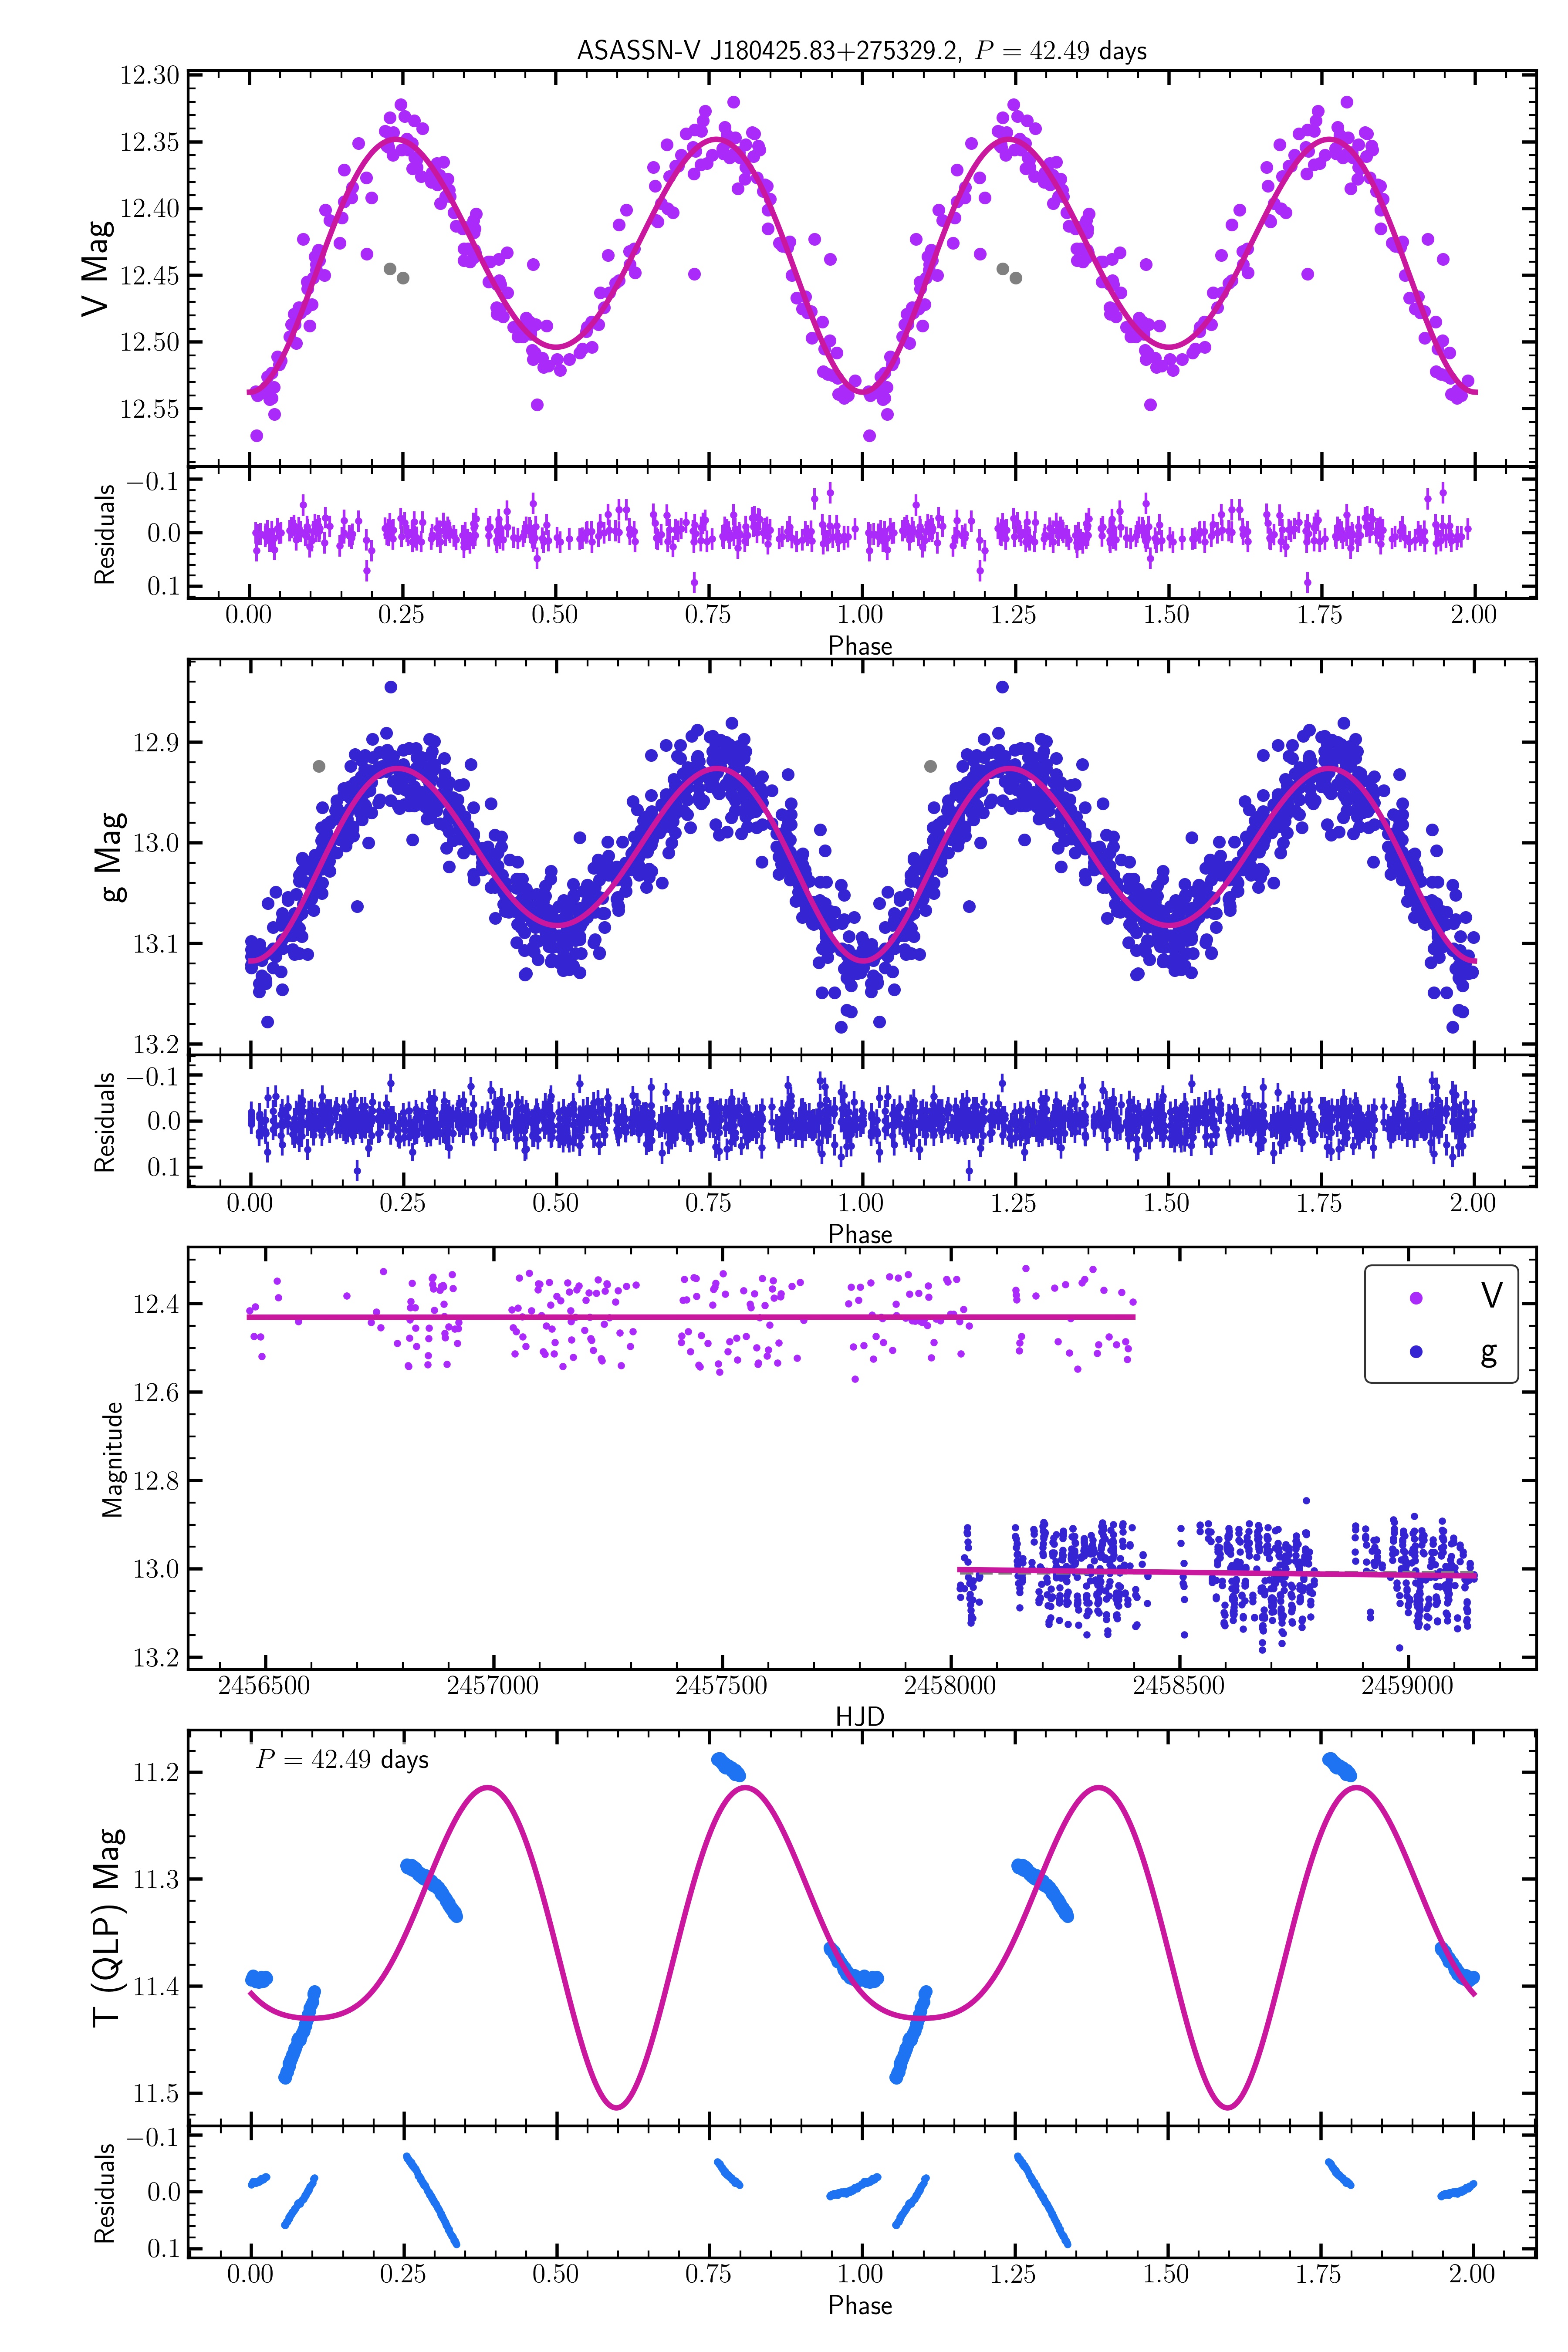 ASASSN-V J180425.83+275329.2, P = 42.49 days
12.30
12.35
12.40
12.45
12.50
12.55
V Mag
−0.1
0.0
0.1
Residuals
0.00 0.25 0.50 0.75 1.00 1.25 1.50 1.75 2.00
Phase
12.9
13.0
13.1
13.2
g Mag
−0.1
0.0
0.1
Residuals
0.00 0.25 0.50 0.75 1.00 1.25 1.50 1.75 2.00
Phase
V
g
12.4
12.6
12.8
13.0
13.2
Magnitude
2456500 2457000 2457500 2458000 2458500 2459000
HJD
P = 42.49 days
11.2
11.3
11.4
11.5
T (QLP) Mag
−0.1
0.0
0.1
Residuals
0.00 0.25 0.50 0.75 1.00 1.25 1.50 1.75 2.00
Phase